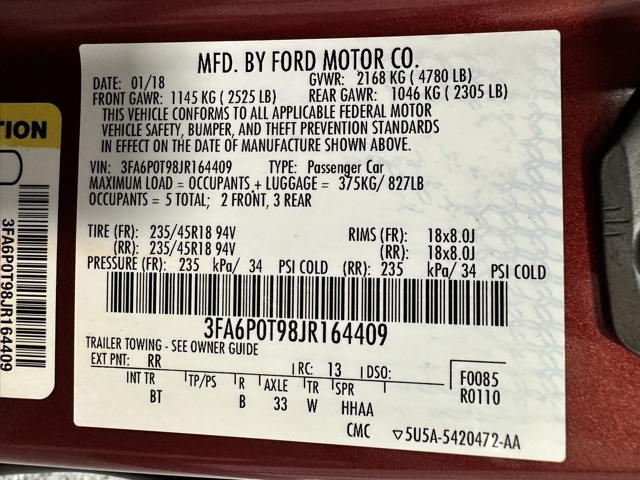 MFD. BY FORD MOTOR CO.
DATE: 01/18 GVWR: 2168 KG ( 4780 LB)
FRONT GAWR: 1145 KG ( 2525 LB) REAR GAWR: 1046 KG ( 2305 LB)
THIS VEHICLE CONFORMS TO ALL APPLICABLE FEDERAL MOTOR
VEHICLE SAFETY, BUMPER, AND THEFT PREVENTION STANDARDS
IN EFFECT ON THE DATE OF MANUFACTURE SHOWN ABOVE.
VIN: 3FA6P0T98JR164409 TYPE: Passenger Car
MAXIMUM LOAD = OCCUPANTS + LUGGAGE = 375KG/ 827LB
OCCUPANTS = 5 TOTAL; 2 FRONT, 3 REAR
TIRE (FR): 235/45R18 94V RIMS (FR): 18x8.0J
(RR): 235/45R18 94V (RR): 18x8.0J
PRESSURE (FR): 235 kPa/ 34 PSI COLD (RR): 235 kPa/ 34 PSI COLD
3FA6P0T98JR164409
TRAILER TOWING - SEE OWNER GUIDE
EXT PNT: RR RC: 13 DSO:
INT TR TP/PS R AXLE TR SPR
BT B 33 W HHAA
F0085
R0110
CMC ▽5U5A-5420472-AA
TION
3FA6P0T98JR164409